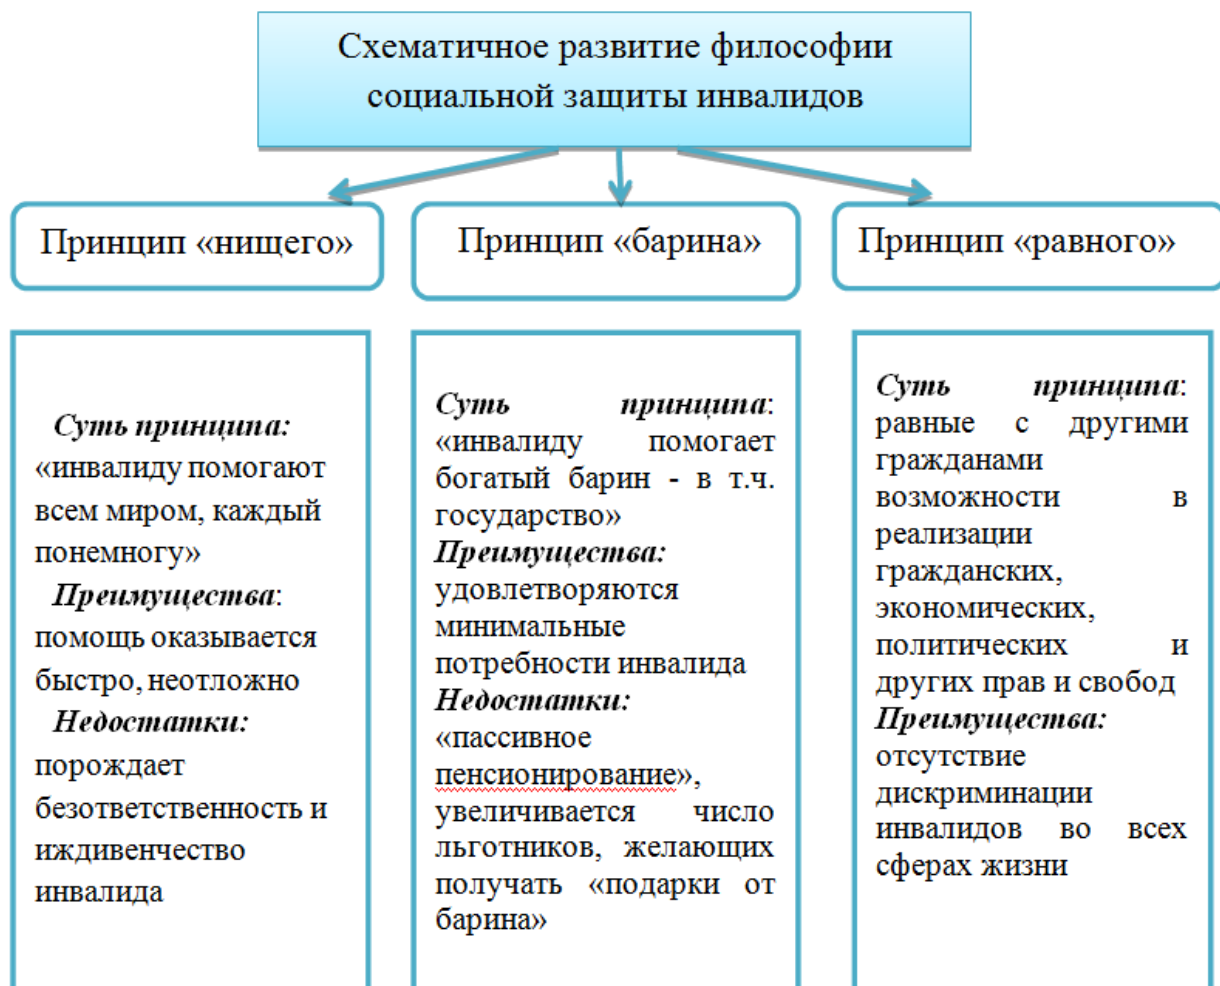 Схематичное развитие философии
социальной защиты инвалидов
Принцип «нищего»
Принцип «барина»
Принцип «равного»
Суть принципа:
«инвалиду помогают
всем миром, каждый
понемногу»
Преимущества:
помощь оказывается
быстро, неотложно
Недостатки:
порождает
безответственность и
иждивенчество
инвалида
Суть принципа:
«инвалиду помогает
богатый барин - в т.ч.
государство»
Преимущества:
удовлетворяются
минимальные
потребности инвалида
Недостатки:
«пассивное
пенсионирование»,
увеличивается число
льготников, желающих
получать «подарки от
барина»
Суть принципа:
равные с другими
гражданами
возможности в
реализации
гражданских,
экономических,
политических и
других прав и свобод
Преимущества:
отсутствие
дискриминации
инвалидов во всех
сферах жизни